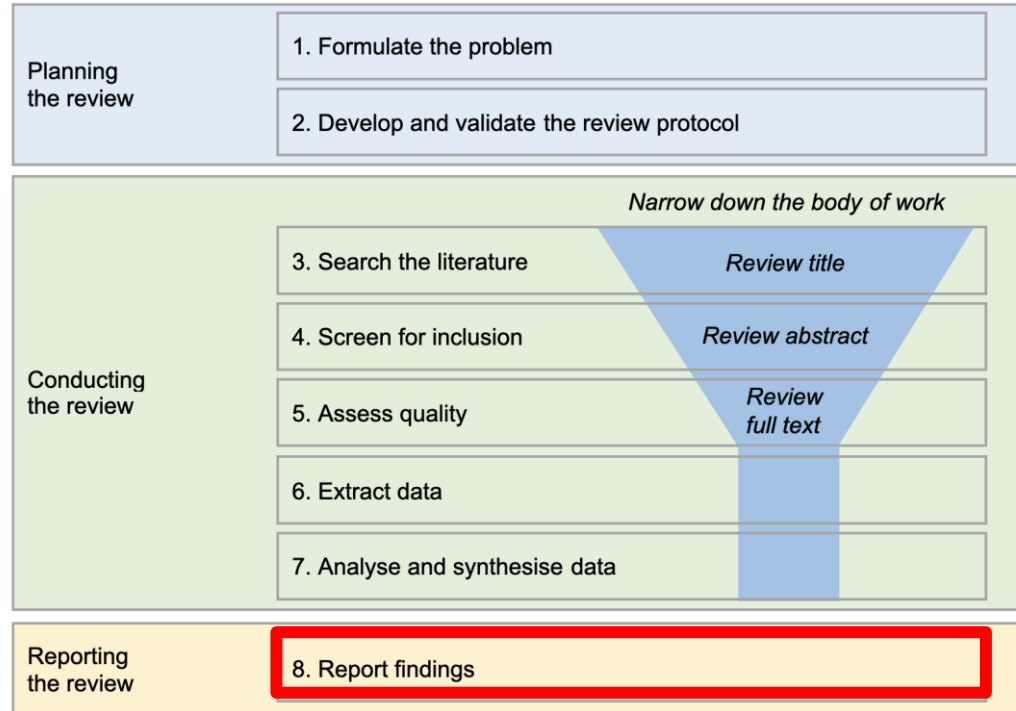 Planning
the review
1. Formulate the problem
2. Develop and validate the review protocol
Conducting
the review
Narrow down the body of work
3. Search the literature
Review title
4. Screen for inclusion
Review abstract
5. Assess quality
Review
full text
6. Extract data
7. Analyse and synthesise data
Reporting
the review
8. Report findings